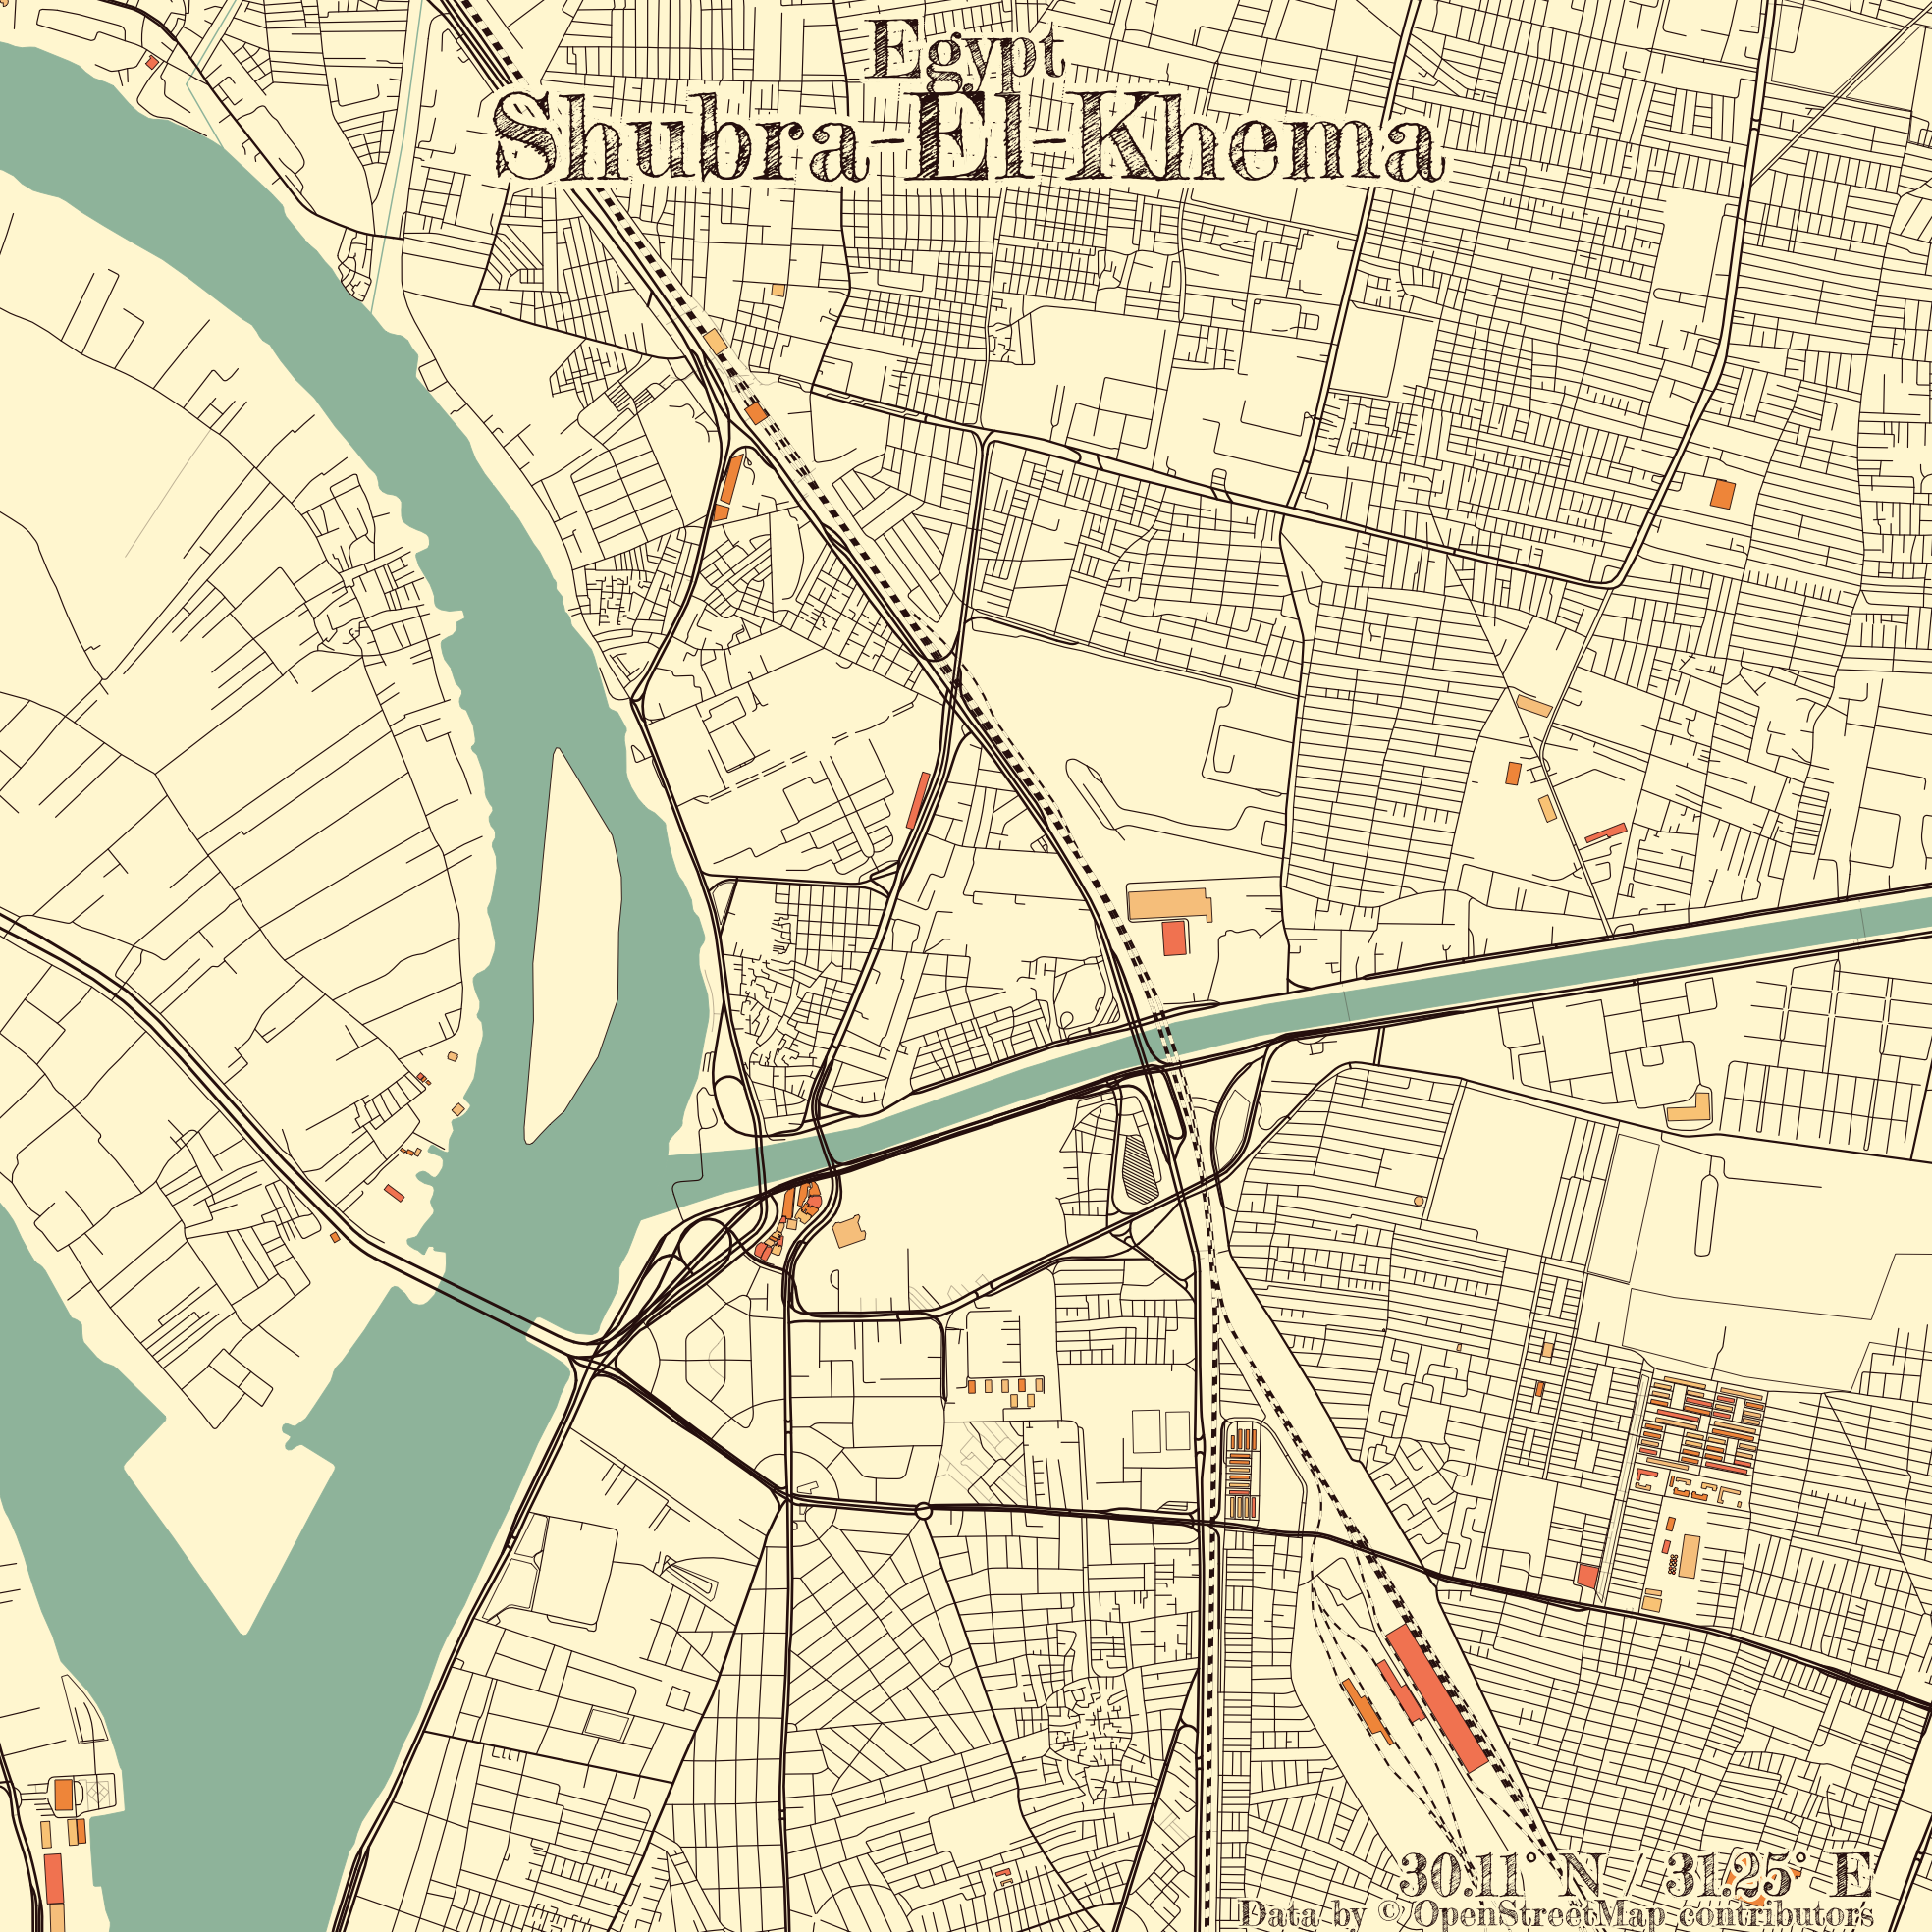 Egypt
Shubra-El-Khema
30.11° N / 31.25° E
Data by © OpenStreetMap contributors